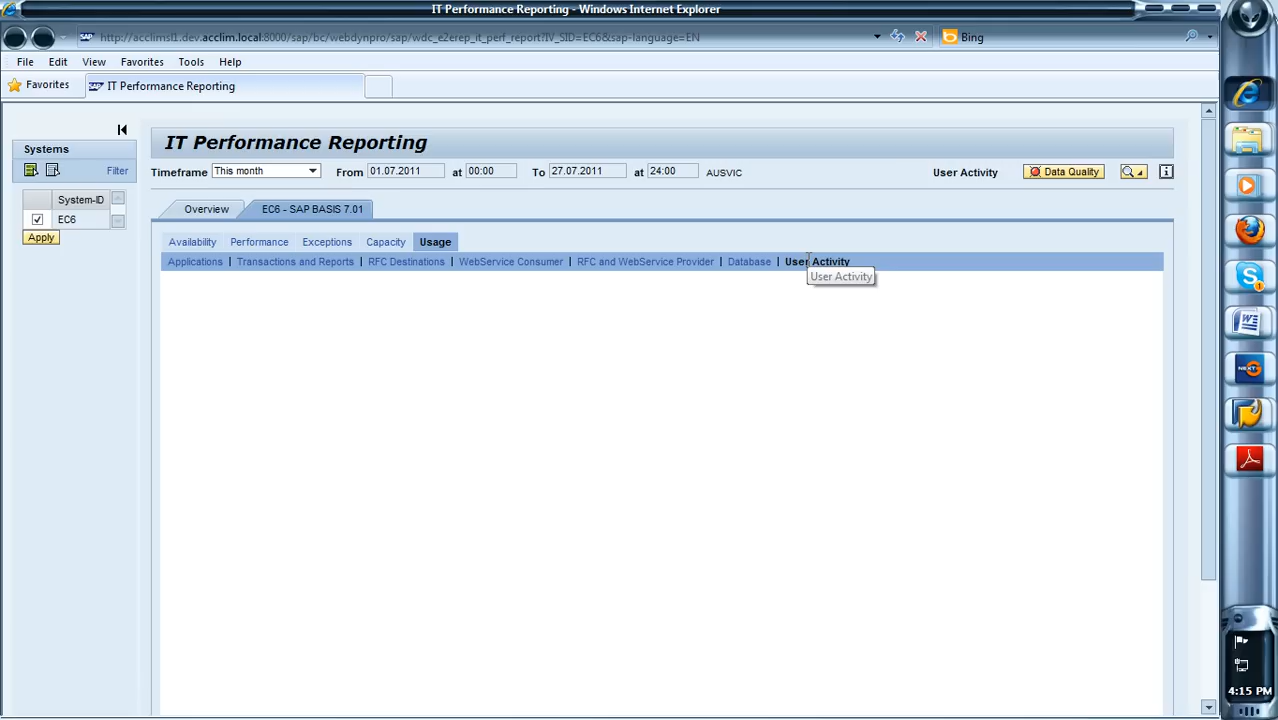 IT Performance Reporting - Windows Internet Explorer
http://acclimst1.dev.acclim.local:8000/sap/bc/webdynpro/sap/wdc_e2erep_it_perf_report?IV_SID=EC6&sap-language=EN
Bing
File Edit View Favorites Tools Help
Favorites IT Performance Reporting
IT Performance Reporting
Systems
Filter
System-ID
EC6
Apply
Timeframe This month From 01.07.2011 at 00:00 To 27.07.2011 at 24:00 AUSVIC User Activity Data Quality
Overview EC6 - SAP BASIS 7.01
Availability Performance Exceptions Capacity Usage
Applications | Transactions and Reports | RFC Destinations | WebService Consumer | RFC and WebService Provider | Database | User Activity
User Activity
4:15 PM